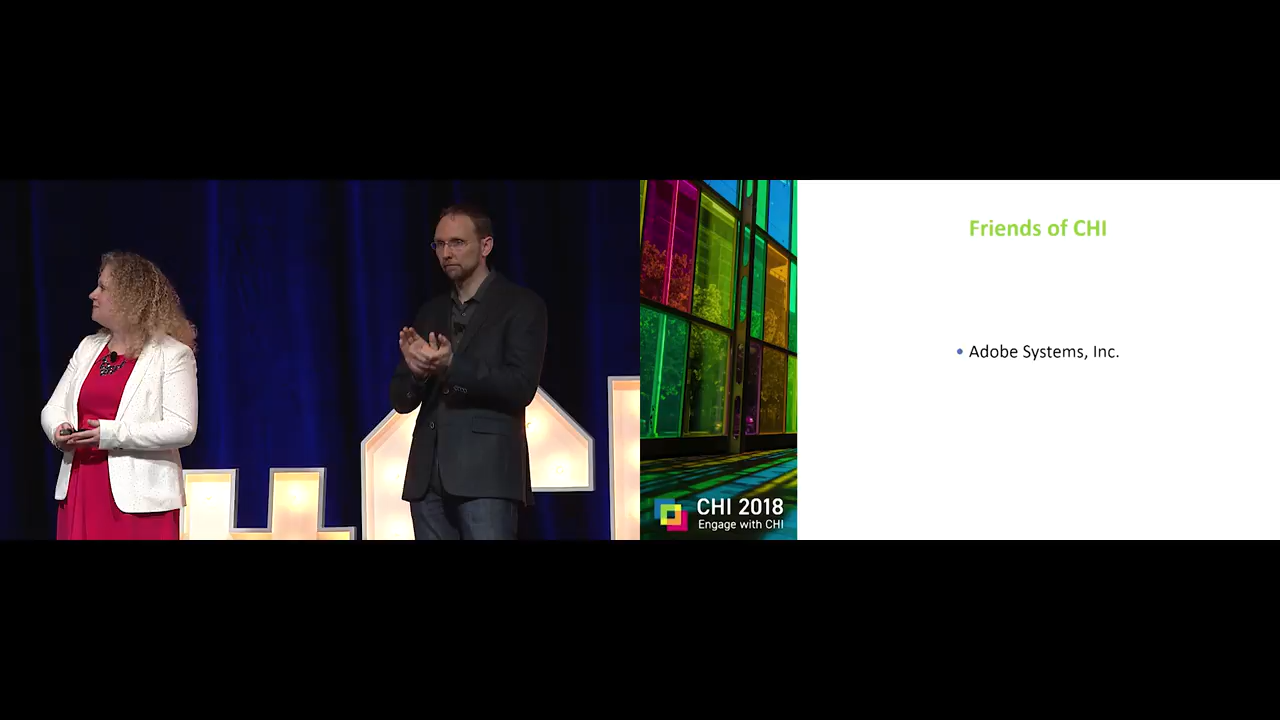 Friends of CHI
• Adobe Systems, Inc.
CHI 2018
Engage with CHI